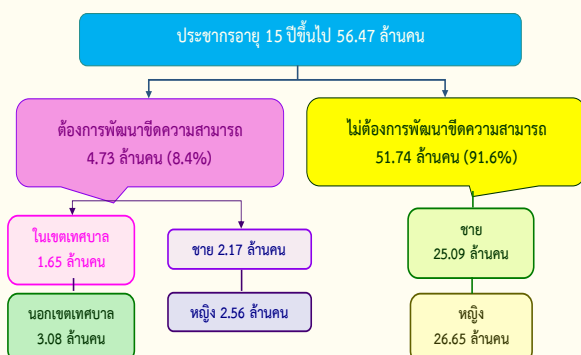 ประชากรอายุ 15 ปีขึ้นไป 56.47 ล้านคน
ต้องการพัฒนาขีดความสามารถ
4.73 ล้านคน (8.4%)
ไม่ต้องการพัฒนาขีดความสามารถ
51.74 ล้านคน (91.6%)
ในเขตเทศบาล
1.65 ล้านคน
นอกเขตเทศบาล
3.08 ล้านคน
ชาย 2.17 ล้านคน
หญิง 2.56 ล้านคน
ชาย
25.09 ล้านคน
หญิง
26.65 ล้านคน